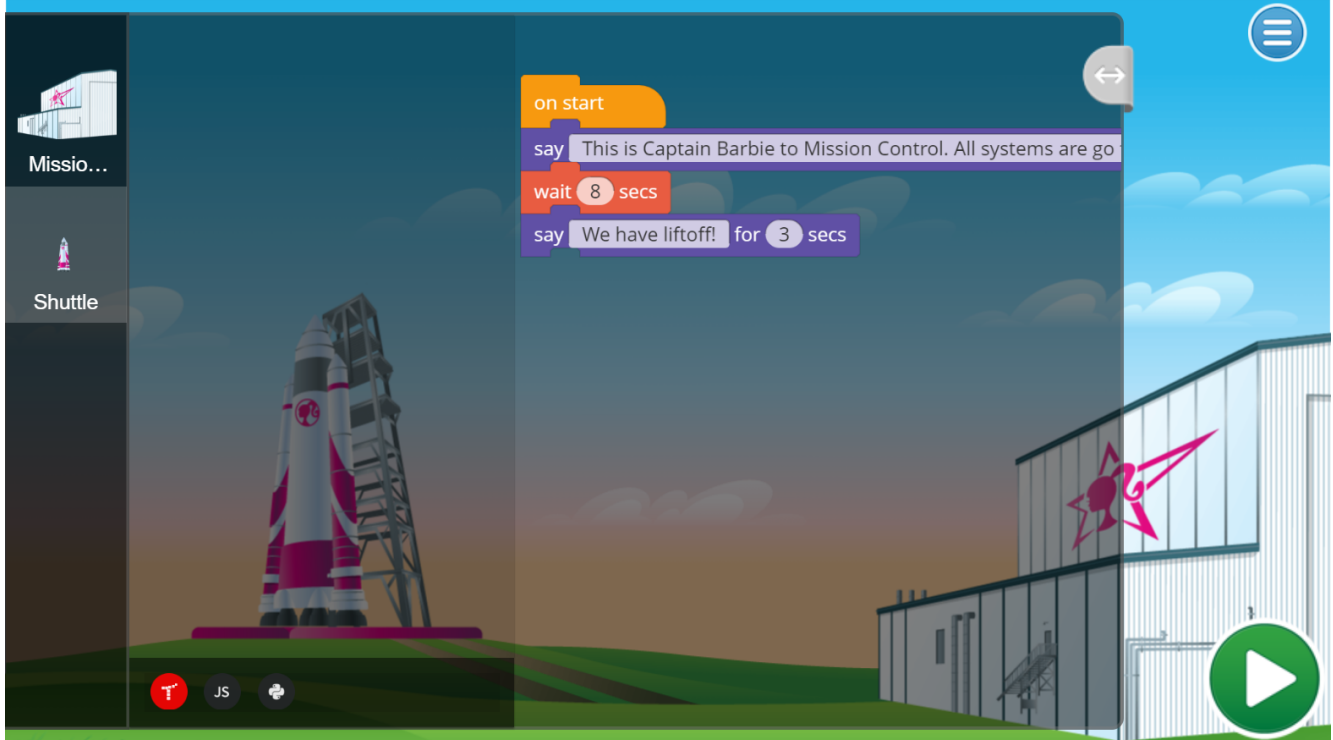 Missio...
Shuttle
on start
say This is Captain Barbie to Mission Control. All systems are go
wait 8 secs
say We have liftoff! for 3 secs
T
JS